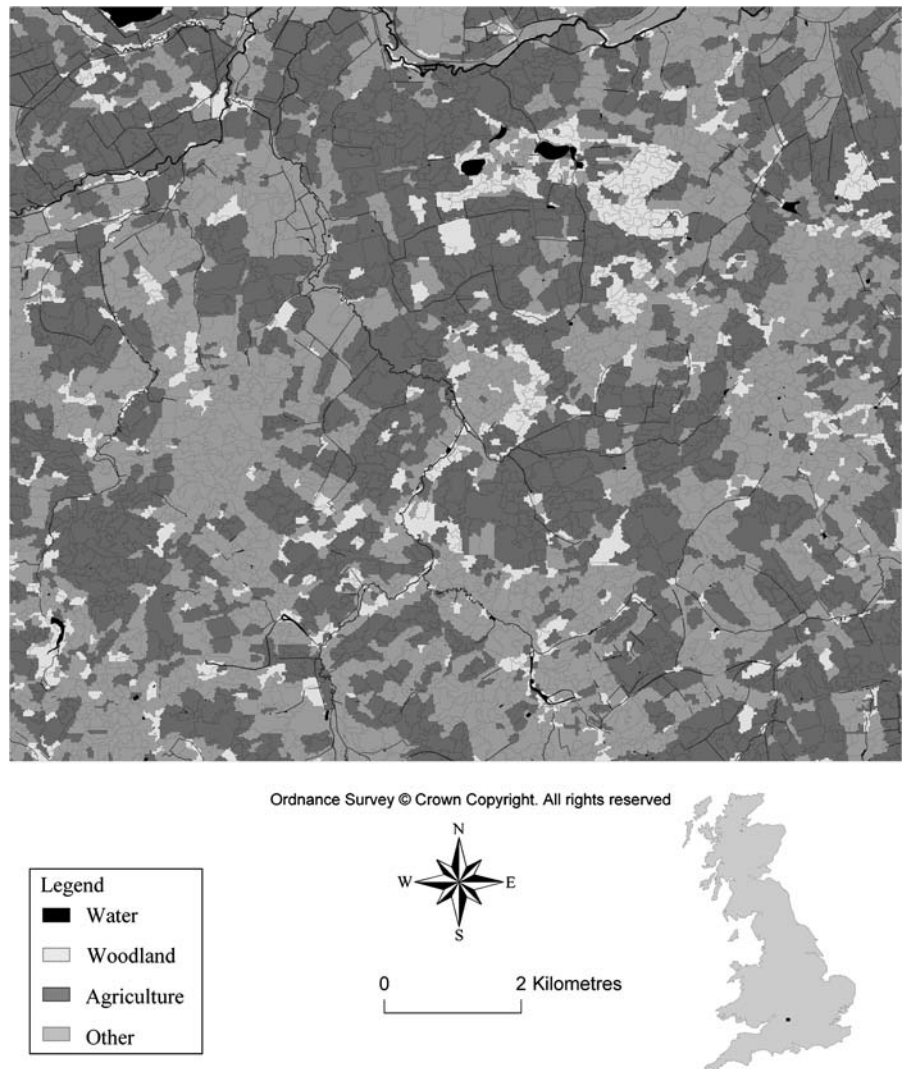 Ordnance Survey © Crown Copyright. All rights reserved
N
W E
S
Legend
Water
Woodland
Agriculture
Other
0 2 Kilometres